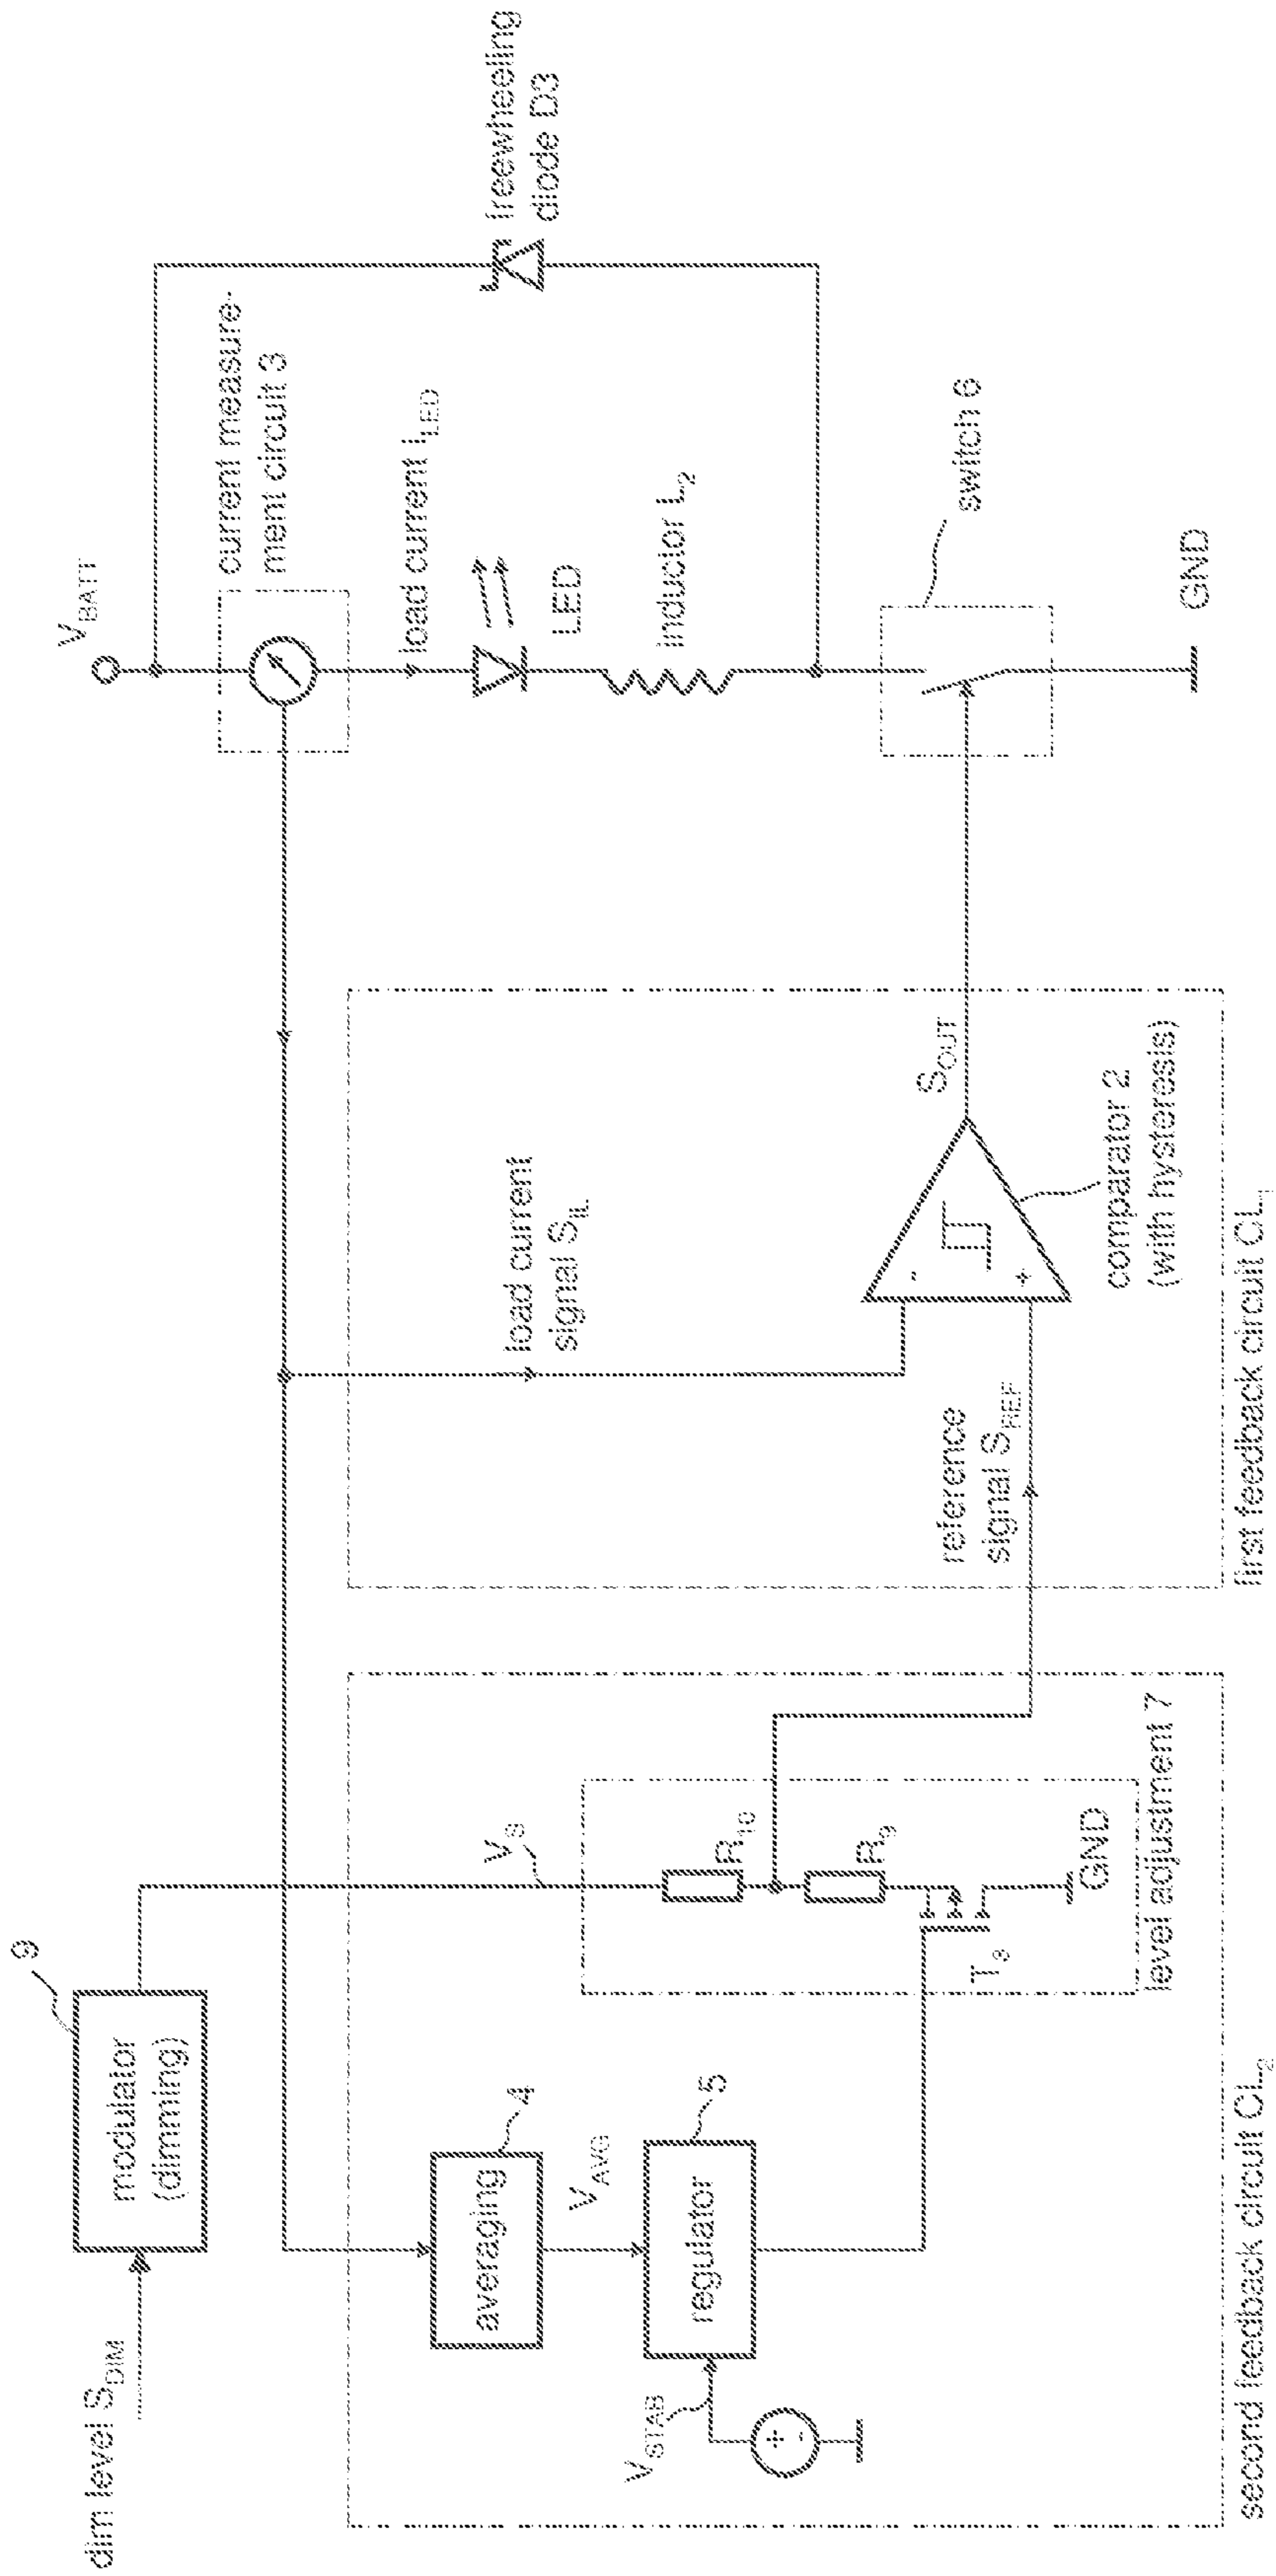 dim level S_DIM
modulator
(dimming)
9
V_BATT
current measure-
ment circuit 3
freewheeling
diode D3
load current I_LED
LED
inductor L_2
switch 6
GND
load current
signal S_IL
S_OUT
-
+
comparator 2
(with hysteresis)
reference
signal S_REF
first feedback circuit CL_1
V_S
R_10
R_9
T_8
GND
level adjustment 7
averaging
4
V_AVG
regulator
5
V_STAB
+
-
second feedback circuit CL_2